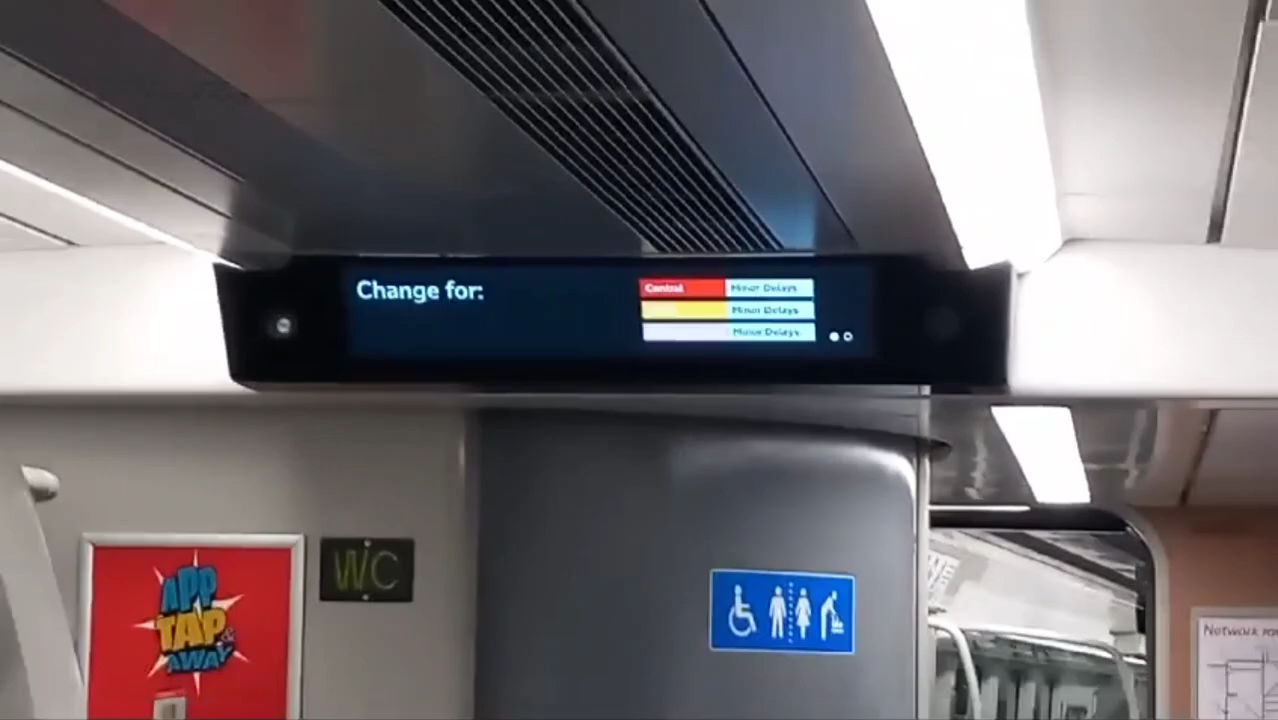 Change for:
Central Minor Delays
Minor Delays
Minor Delays
WC
APP
TAP &
AWAY
Network